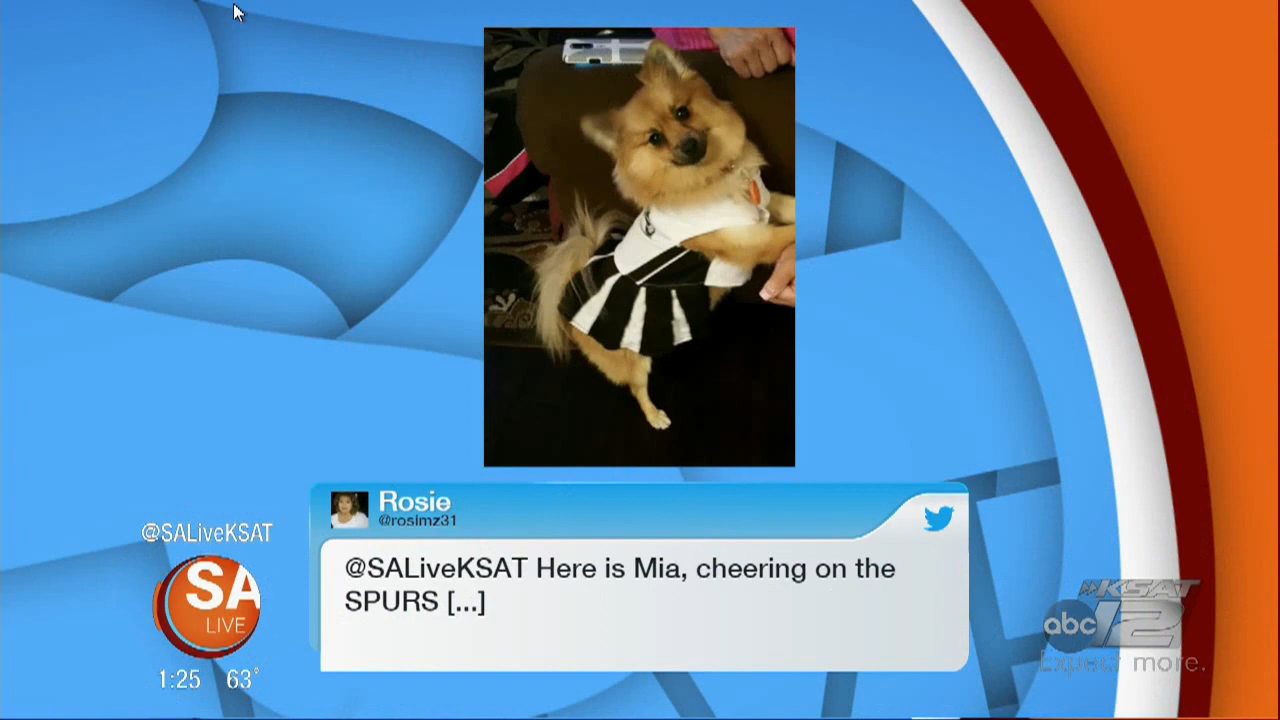 Rosie
@rosimz31
@SALiveKSAT Here is Mia, cheering on the
SPURS [...]
@SALiveKSAT
SA
LIVE
1:25 63°
KSAT
abc 12
Expect more.